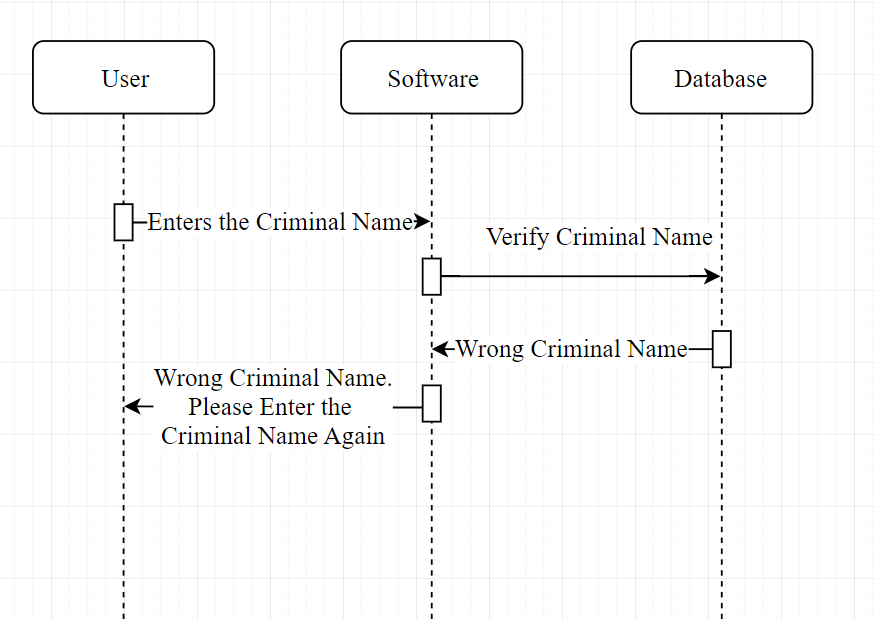 User
Software
Database
Enters the Criminal Name
Verify Criminal Name
Wrong Criminal Name
Wrong Criminal Name.
Please Enter the
Criminal Name Again